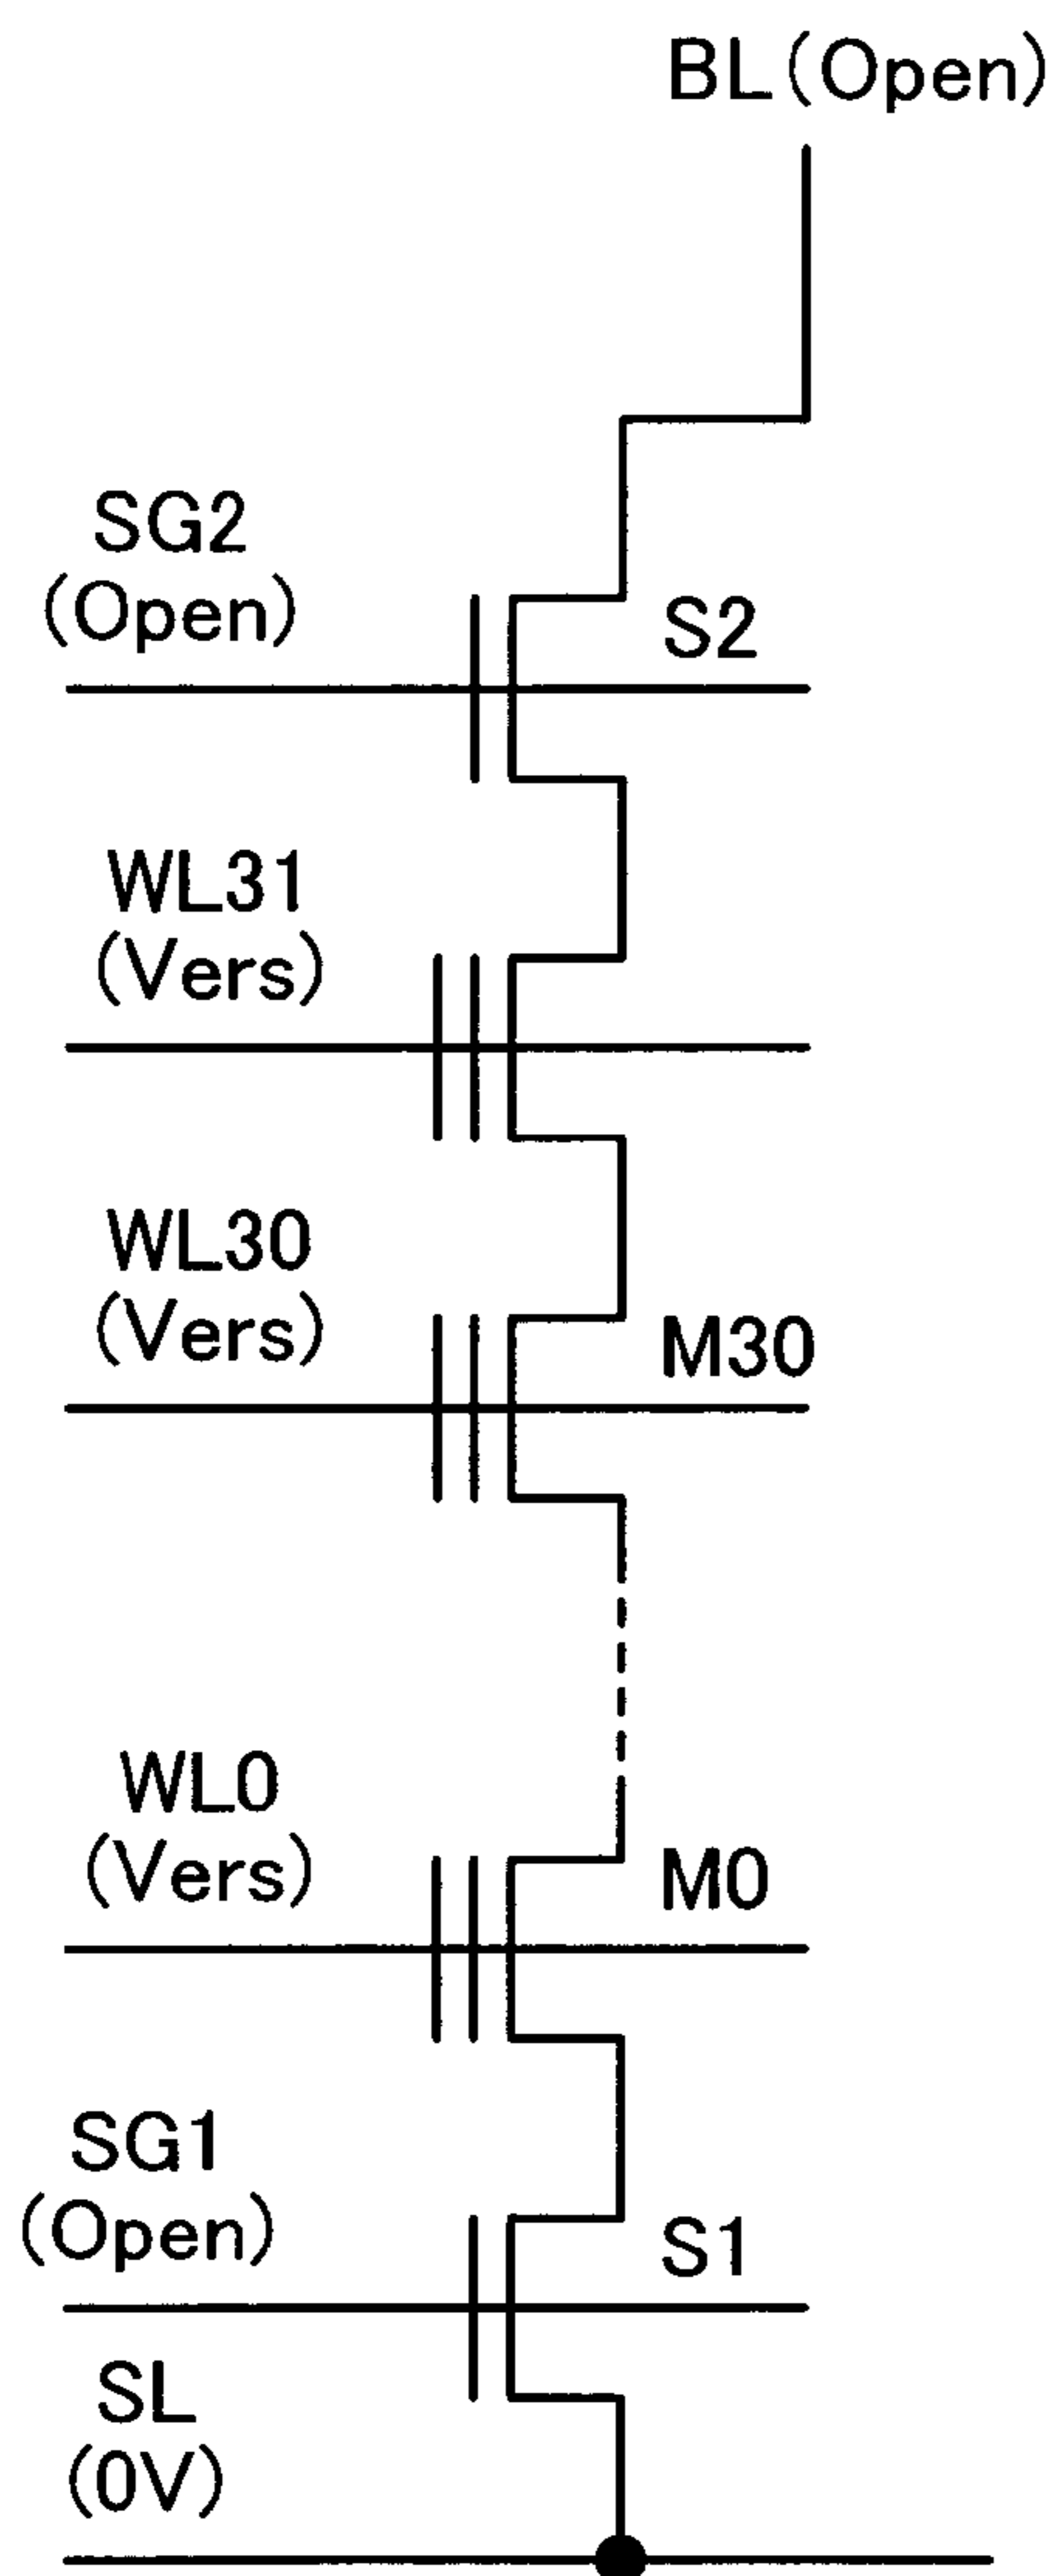 BL(Open)
SG2
(Open)
S2
WL31
(Vers)
WL30
(Vers)
M30
WL0
(Vers)
M0
SG1
(Open)
S1
SL
(0V)